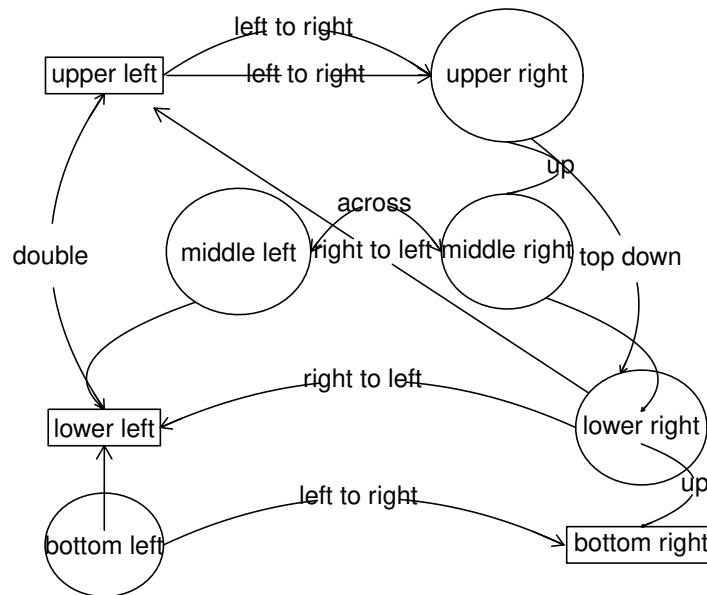 left to right
upper left
left to right
upper right
up
across
middle left
right to left
middle right
double
top down
right to left
lower left
lower right
left to right
up
bottom left
bottom right